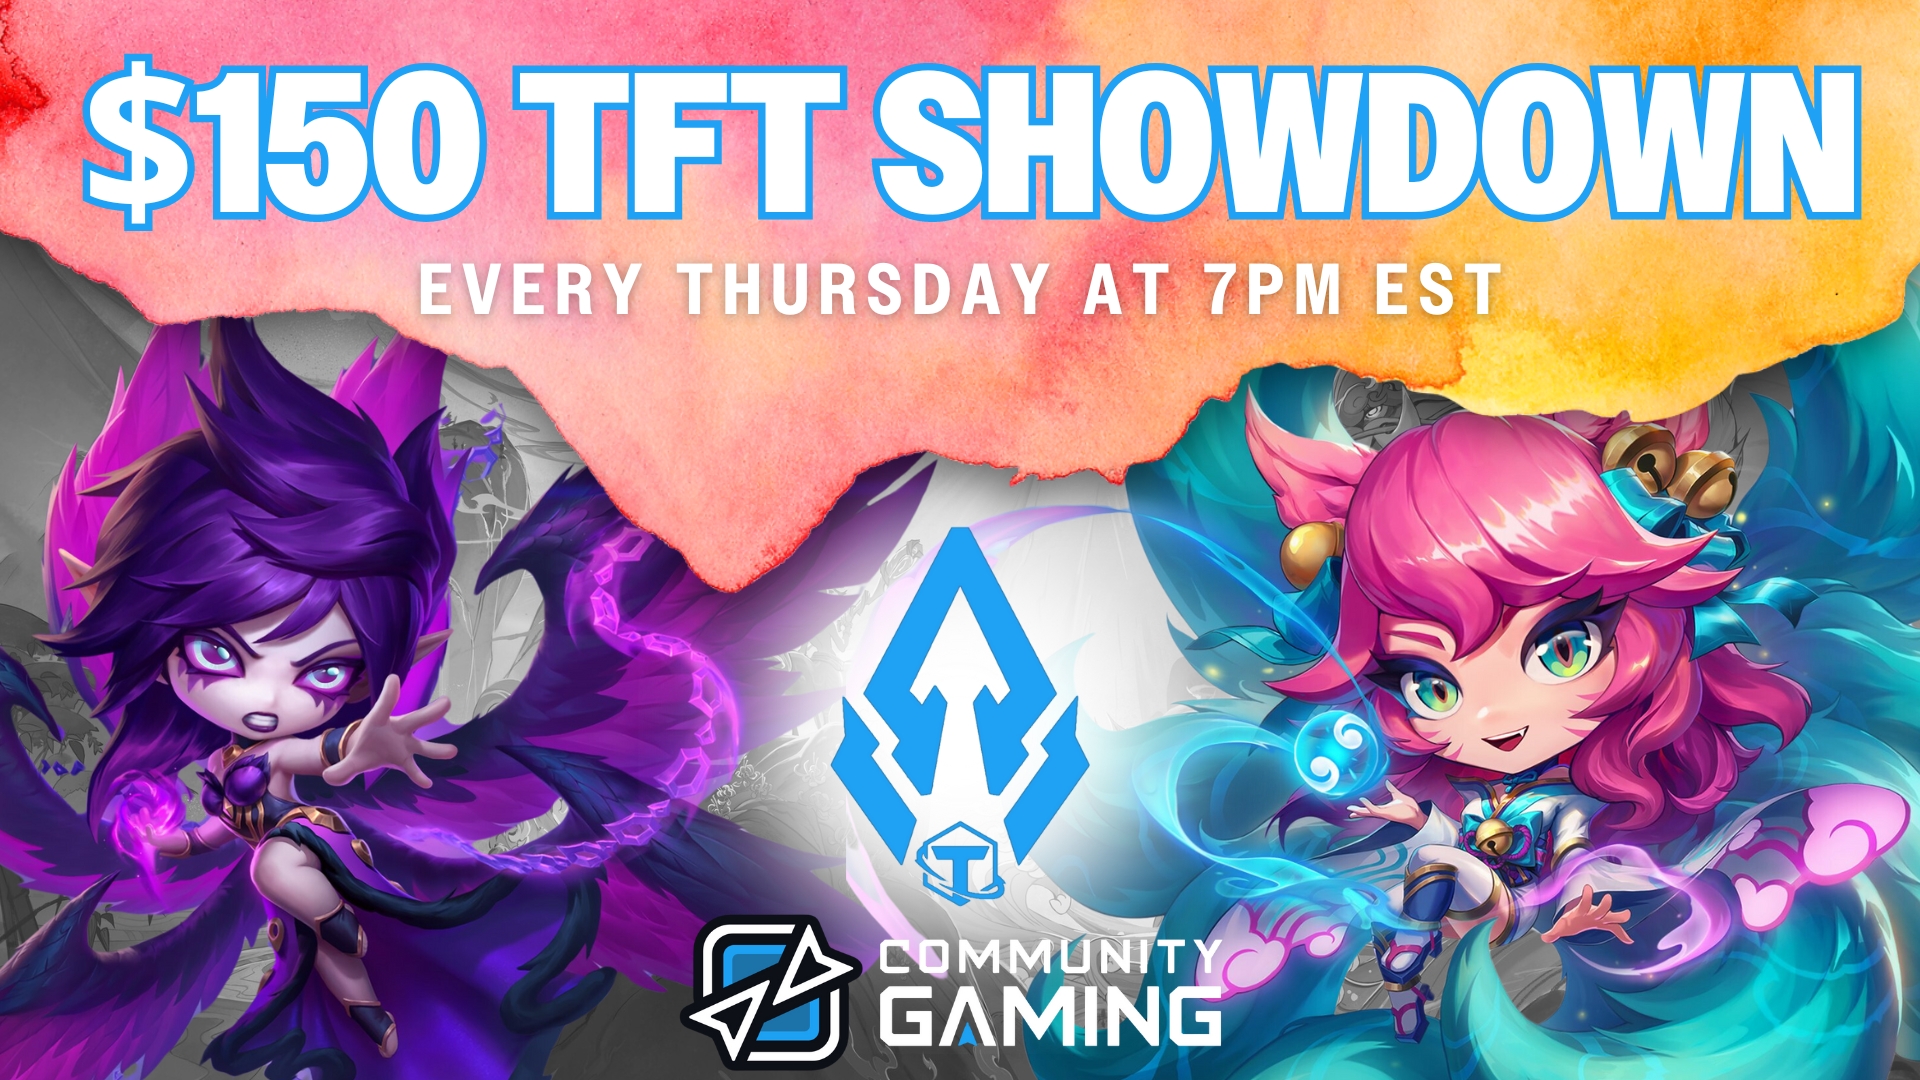 $150 TFT SHOWDOWN
EVERY THURSDAY AT 7PM EST
T
COMMUNITY
GAMING